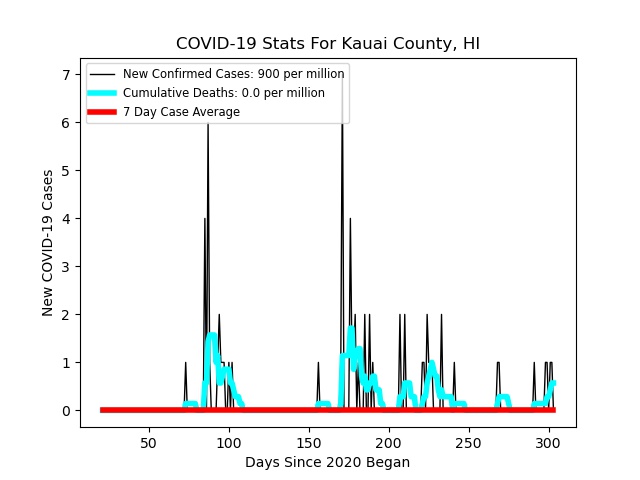 COVID-19 Stats For Kauai County, HI
New Confirmed Cases: 900 per million
Cumulative Deaths: 0.0 per million
7 Day Case Average
New COVID-19 Cases
7
6
5
4
3
2
1
0
50 100 150 200 250 300
Days Since 2020 Began